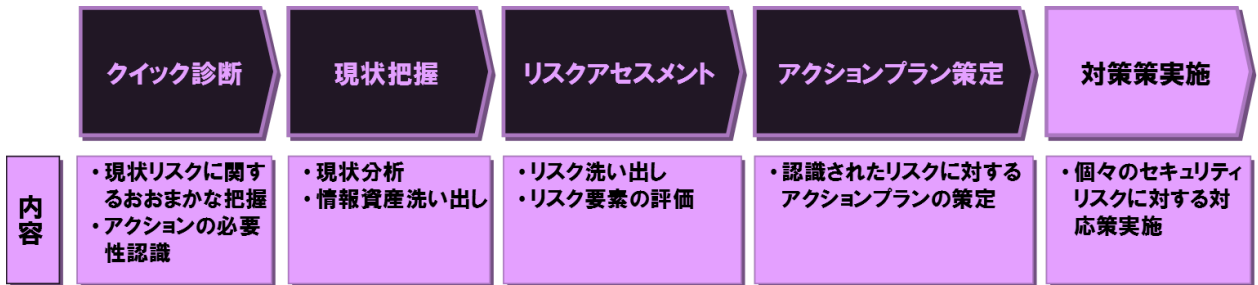 クイック診断
現状把握
リスクアセスメント
アクションプラン策定
対策策実施
内容
・現状リスクに関す
るおおまかな把握
・アクションの必要
性認識
・現状分析
・情報資産洗い出し
・リスク洗い出し
・リスク要素の評価
・認識されたリスクに対する
アクションプランの策定
・個々のセキュリティ
リスクに対する対
応策実施